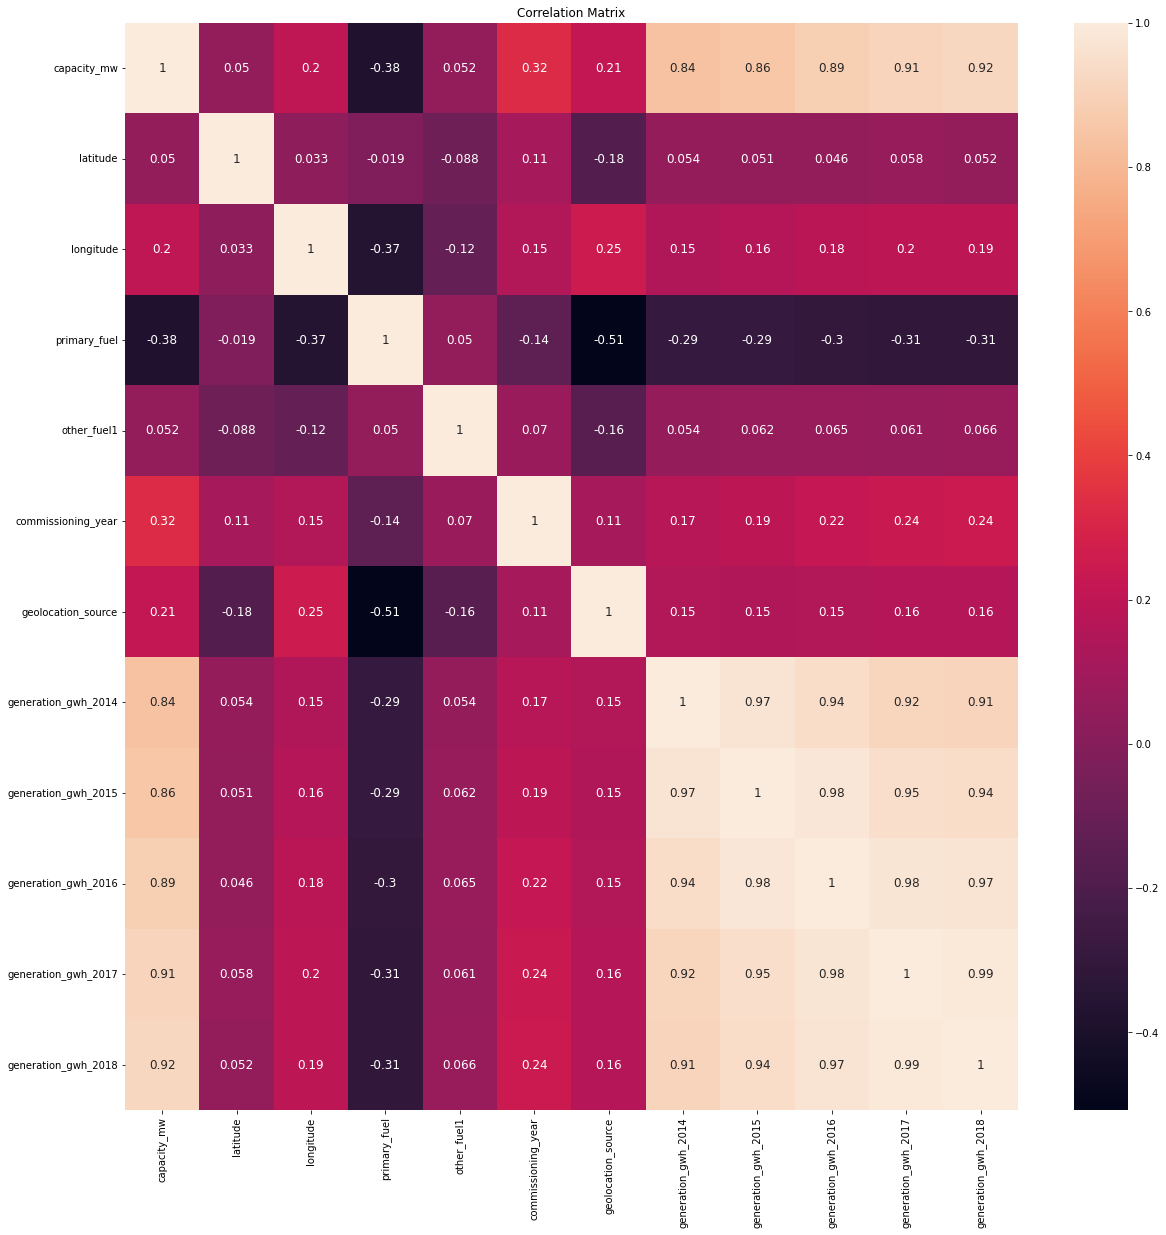 Correlation Matrix
capacity_mw 1 0.05 0.2 -0.38 0.052 0.32 0.21 0.84 0.86 0.89 0.91 0.92
latitude 0.05 1 0.033 -0.019 -0.088 0.11 -0.18 0.054 0.051 0.046 0.058 0.052
longitude 0.2 0.033 1 -0.37 -0.12 0.15 0.25 0.15 0.16 0.18 0.2 0.19
primary_fuel -0.38 -0.019 -0.37 1 0.05 -0.14 -0.51 -0.29 -0.29 -0.3 -0.31 -0.31
other_fuel1 0.052 -0.088 -0.12 0.05 1 0.07 -0.16 0.054 0.062 0.065 0.061 0.066
commissioning_year 0.32 0.11 0.15 -0.14 0.07 1 0.11 0.17 0.19 0.22 0.24 0.24
geolocation_source 0.21 -0.18 0.25 -0.51 -0.16 0.11 1 0.15 0.15 0.15 0.16 0.16
generation_gwh_2014 0.84 0.054 0.15 -0.29 0.054 0.17 0.15 1 0.97 0.94 0.92 0.91
generation_gwh_2015 0.86 0.051 0.16 -0.29 0.062 0.19 0.15 0.97 1 0.98 0.95 0.94
generation_gwh_2016 0.89 0.046 0.18 -0.3 0.065 0.22 0.15 0.94 0.98 1 0.98 0.97
generation_gwh_2017 0.91 0.058 0.2 -0.31 0.061 0.24 0.16 0.92 0.95 0.98 1 0.99
generation_gwh_2018 0.92 0.052 0.19 -0.31 0.066 0.24 0.16 0.91 0.94 0.97 0.99 1
capacity_mw
latitude
longitude
primary_fuel
other_fuel1
commissioning_year
geolocation_source
generation_gwh_2014
generation_gwh_2015
generation_gwh_2016
generation_gwh_2017
generation_gwh_2018
1.0
0.8
0.6
0.4
0.2
0.0
−0.2
−0.4